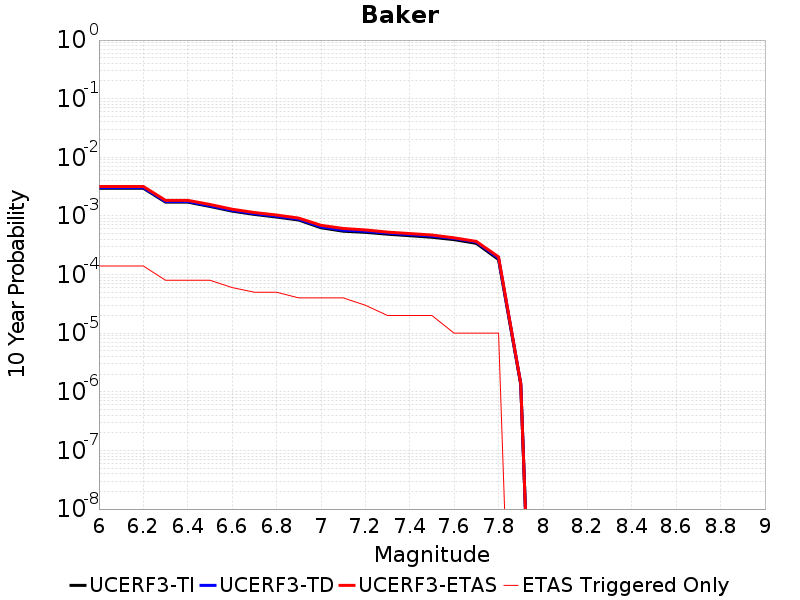 Baker
10 Year Probability
10^0
10^-1
10^-2
10^-3
10^-4
10^-5
10^-6
10^-7
10^-8
6 6.2 6.4 6.6 6.8 7 7.2 7.4 7.6 7.8 8 8.2 8.4 8.6 8.8 9
Magnitude
UCERF3-TI UCERF3-TD UCERF3-ETAS ETAS Triggered Only